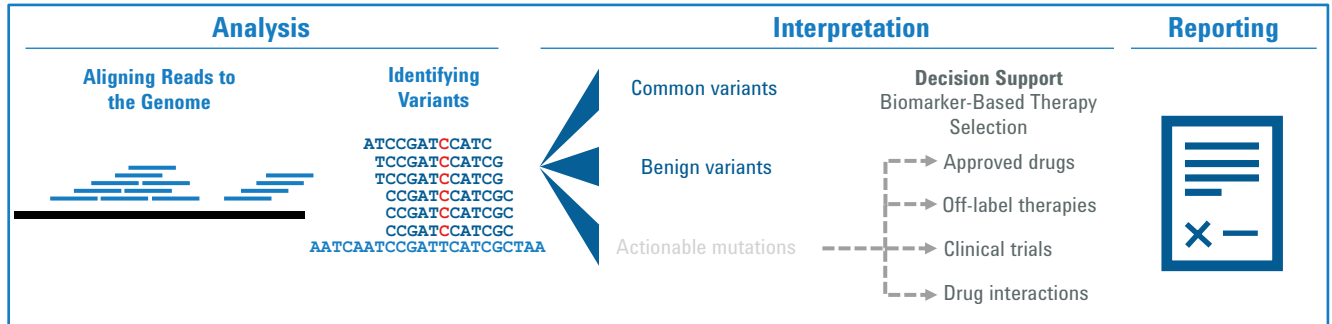 Analysis
Aligning Reads to
the Genome
Identifying
Variants
ATCCGATCCATC
TCCGATCCATCG
TCCGATCCATCG
CCGATCCATCGC
CCGATCCATCGC
CCGATCCATCGC
AATCAATCCGATTCATCGCTAA
Interpretation
Common variants
Benign variants
Actionable mutations
Decision Support
Biomarker-Based Therapy
Selection
Approved drugs
Off-label therapies
Clinical trials
Drug interactions
Reporting